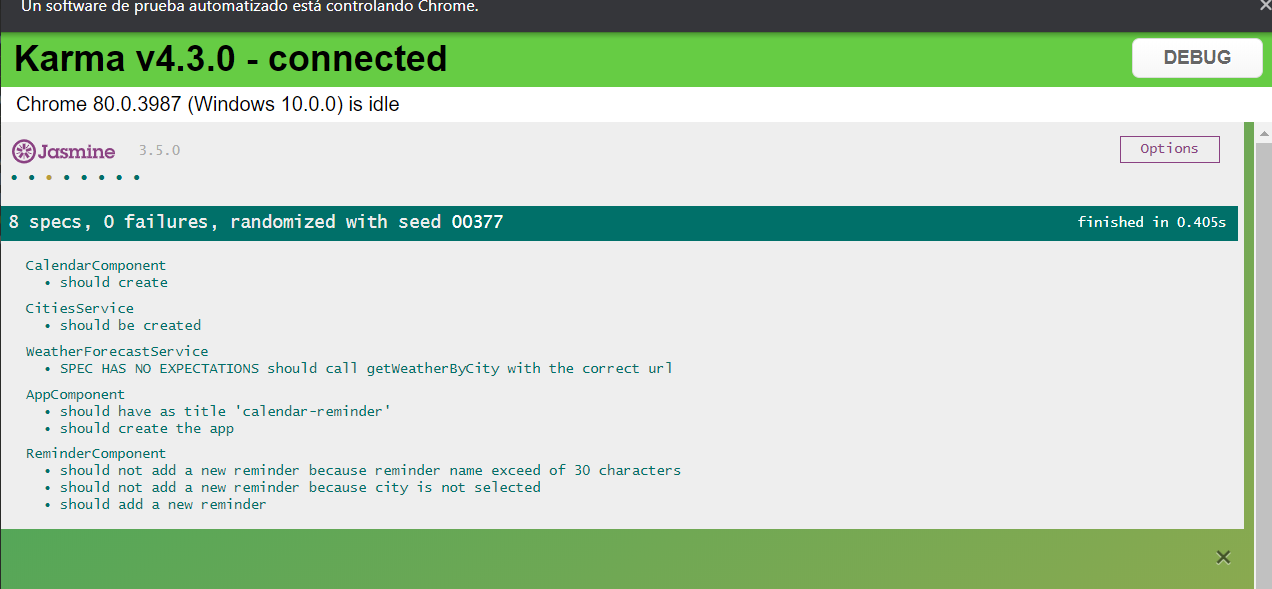 Un software de prueba automatizado está controlando Chrome.
Karma v4.3.0 - connected
DEBUG
Chrome 80.0.3987 (Windows 10.0.0) is idle
Jasmine 3.5.0
Options
8 specs, 0 failures, randomized with seed 00377
finished in 0.405s
CalendarComponent
• should create
CitiesService
• should be created
WeatherForecastService
• SPEC HAS NO EXPECTATIONS should call getWeatherByCity with the correct url
AppComponent
• should have as title 'calendar-reminder'
• should create the app
ReminderComponent
• should not add a new reminder because reminder name exceed of 30 characters
• should not add a new reminder because city is not selected
• should add a new reminder